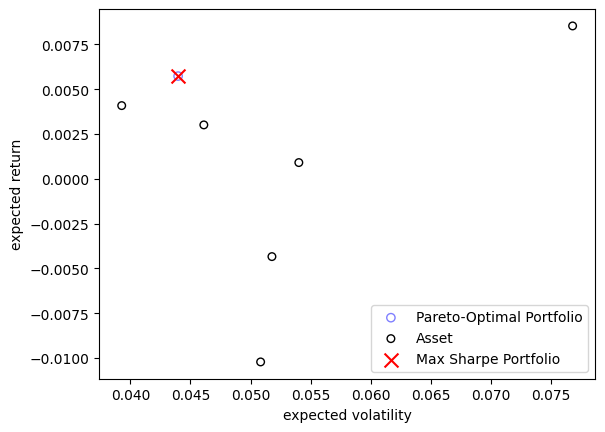 0.0075
0.0050
0.0025
0.0000
−0.0025
−0.0050
−0.0075
−0.0100
expected return
0.040 0.045 0.050 0.055 0.060 0.065 0.070 0.075
expected volatility
Pareto-Optimal Portfolio
Asset
Max Sharpe Portfolio